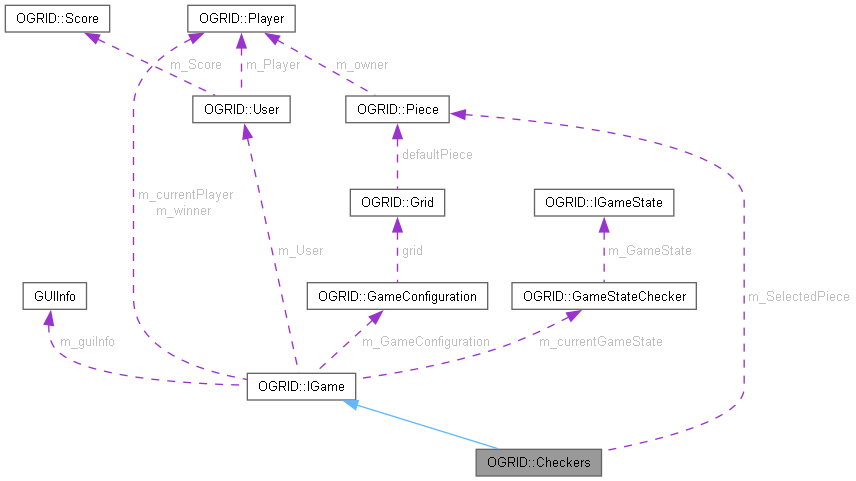 OGRID::Score
OGRID::Player
m_Score
m_Player
m_owner
OGRID::User
OGRID::Piece
defaultPiece
m_currentPlayer
m_winner
OGRID::Grid
OGRID::IGameState
m_User
grid
m_GameState
GUIInfo
OGRID::GameConfiguration
OGRID::GameStateChecker
m_SelectedPiece
m_guiInfo
m_GameConfiguration
m_currentGameState
OGRID::IGame
OGRID::Checkers